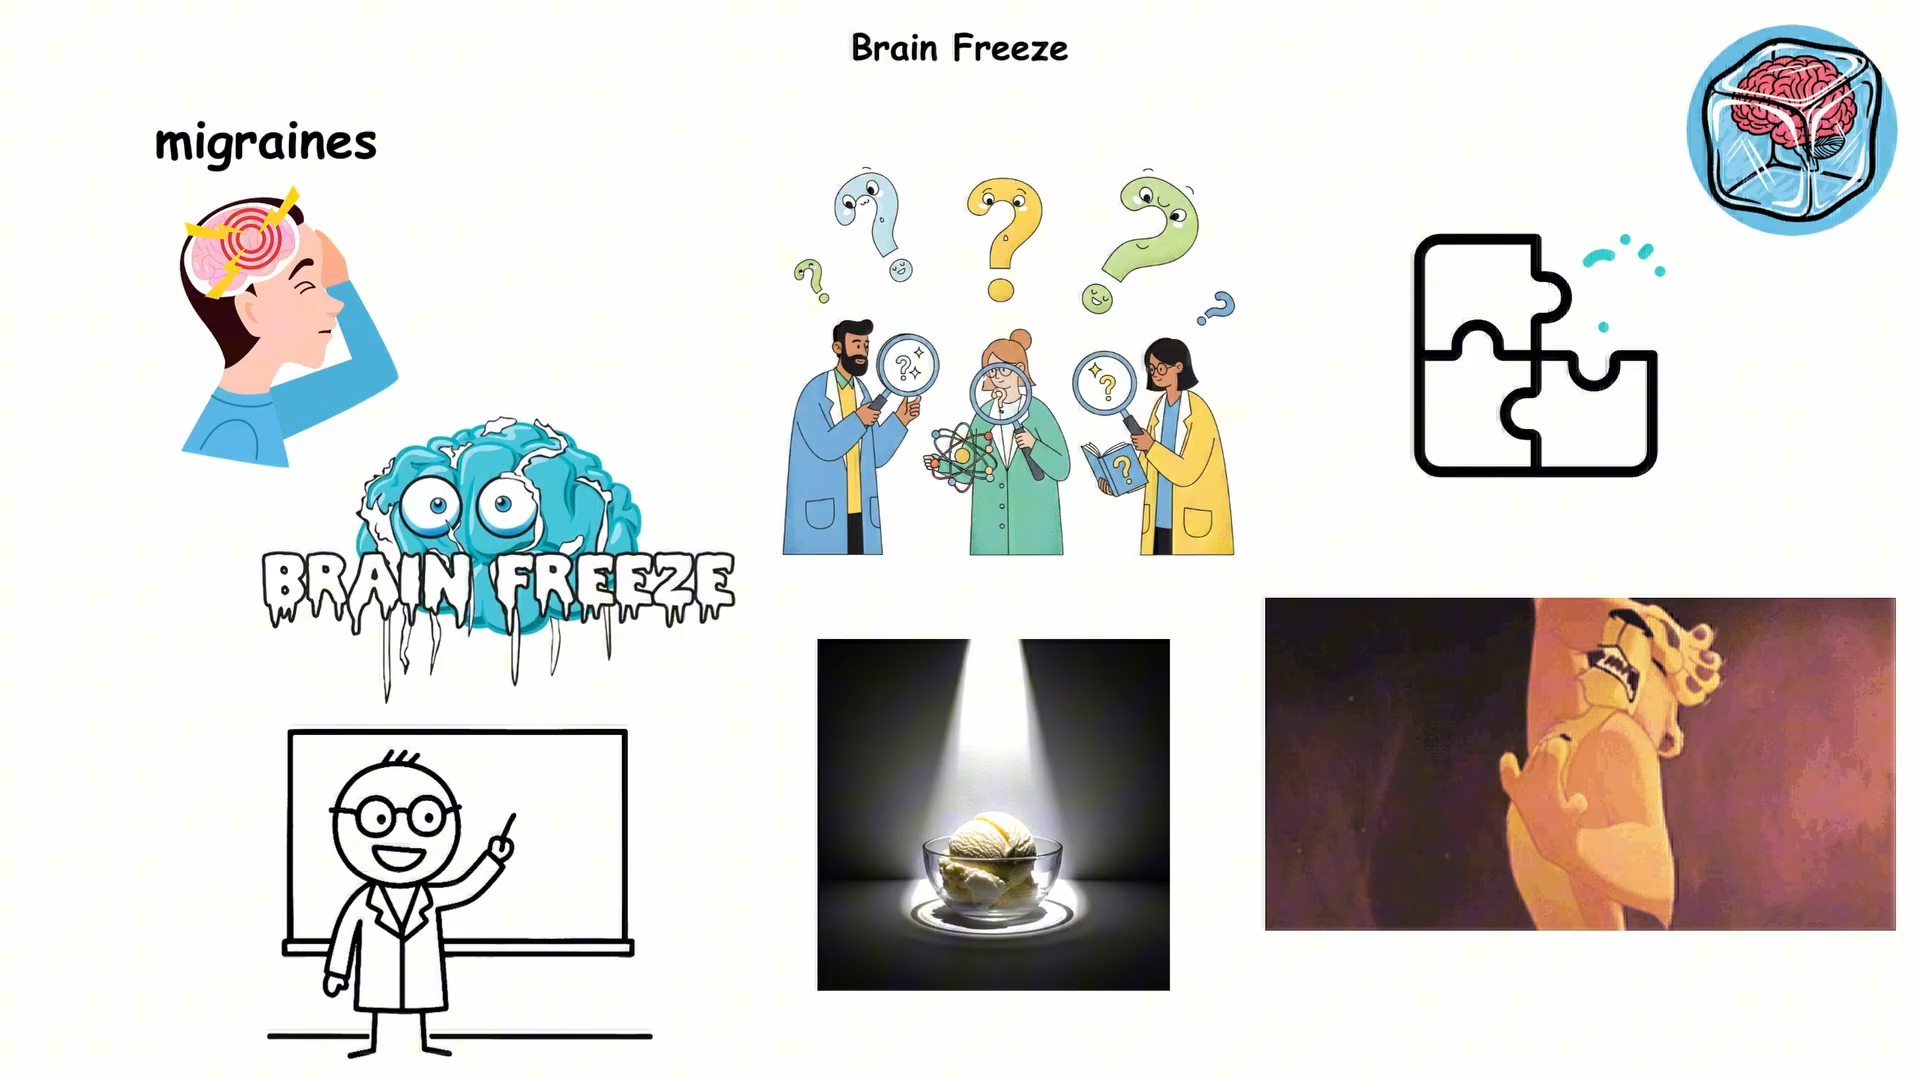 Brain Freeze
migraines
? ? ?
? ?
? ? ?
?
BRAIN FREEZE